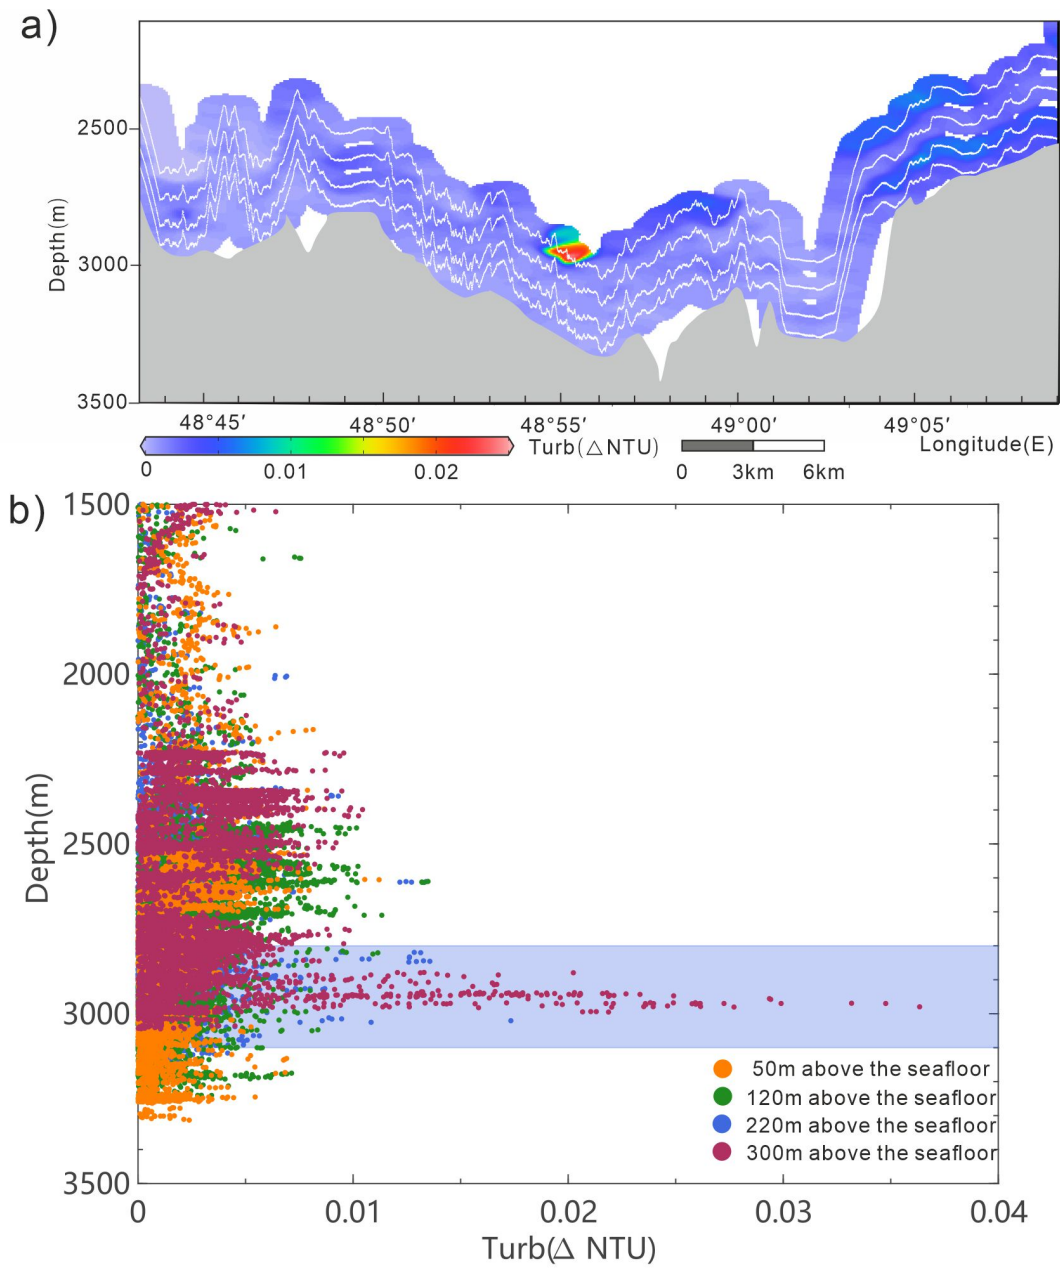 a)
2500
3000
3500
Depth(m)
48°45′ 48°50′ 48°55′ 49°00′ 49°05′
Turb(△NTU) Longitude(E)
0 0.01 0.02 0 3km 6km
b)
1500
2000
2500
3000
3500
Depth(m)
50m above the seafloor
120m above the seafloor
220m above the seafloor
300m above the seafloor
0 0.01 0.02 0.03 0.04
Turb(Δ NTU)